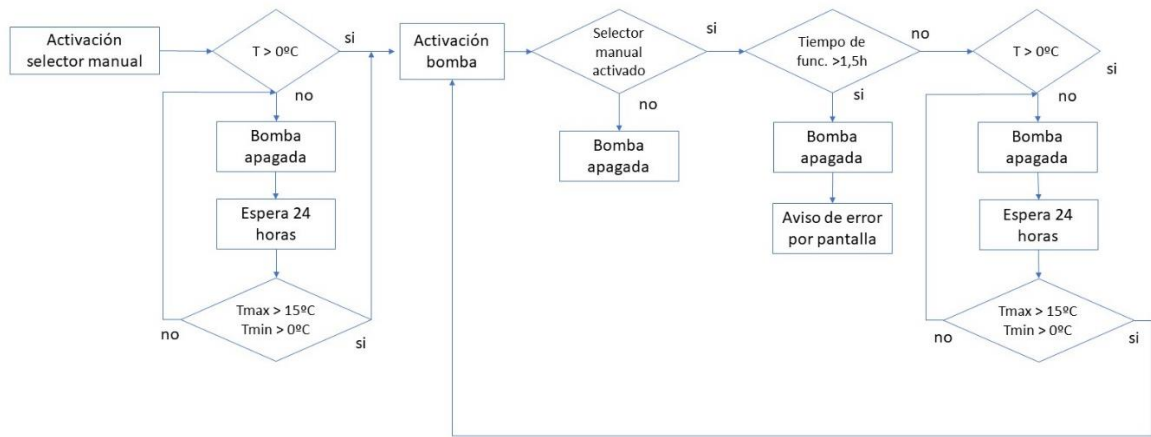 Activación
selector manual
T > 0ºC
si
no
Bomba
apagada
Espera 24
horas
Tmax > 15ºC
Tmin > 0ºC
no
si
Activación
bomba
Selector
manual
activado
si
no
Bomba
apagada
Tiempo de
func. >1,5h
no
si
Bomba
apagada
Aviso de error
por pantalla
T > 0ºC
si
no
Bomba
apagada
Espera 24
horas
Tmax > 15ºC
Tmin > 0ºC
no
si